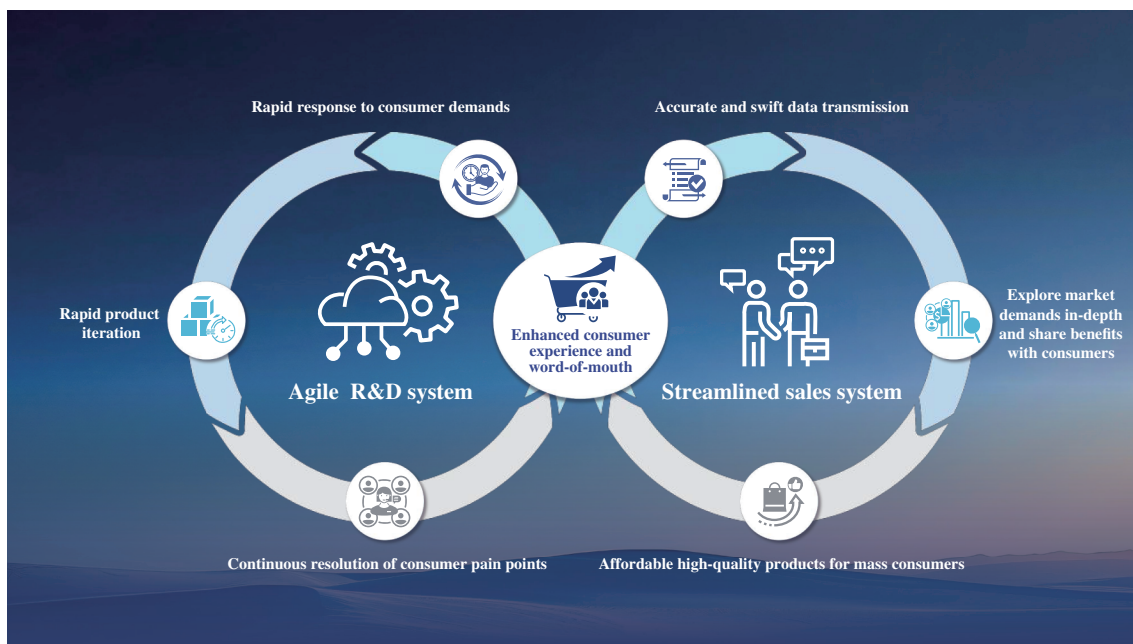 Rapid response to consumer demands
Accurate and swift data transmission
Rapid product
iteration
Enhanced consumer
experience and
word-of-mouth
Explore market
demands in-depth
and share benefits
with consumers
Agile R&D system
Streamlined sales system
Continuous resolution of consumer pain points
Affordable high-quality products for mass consumers